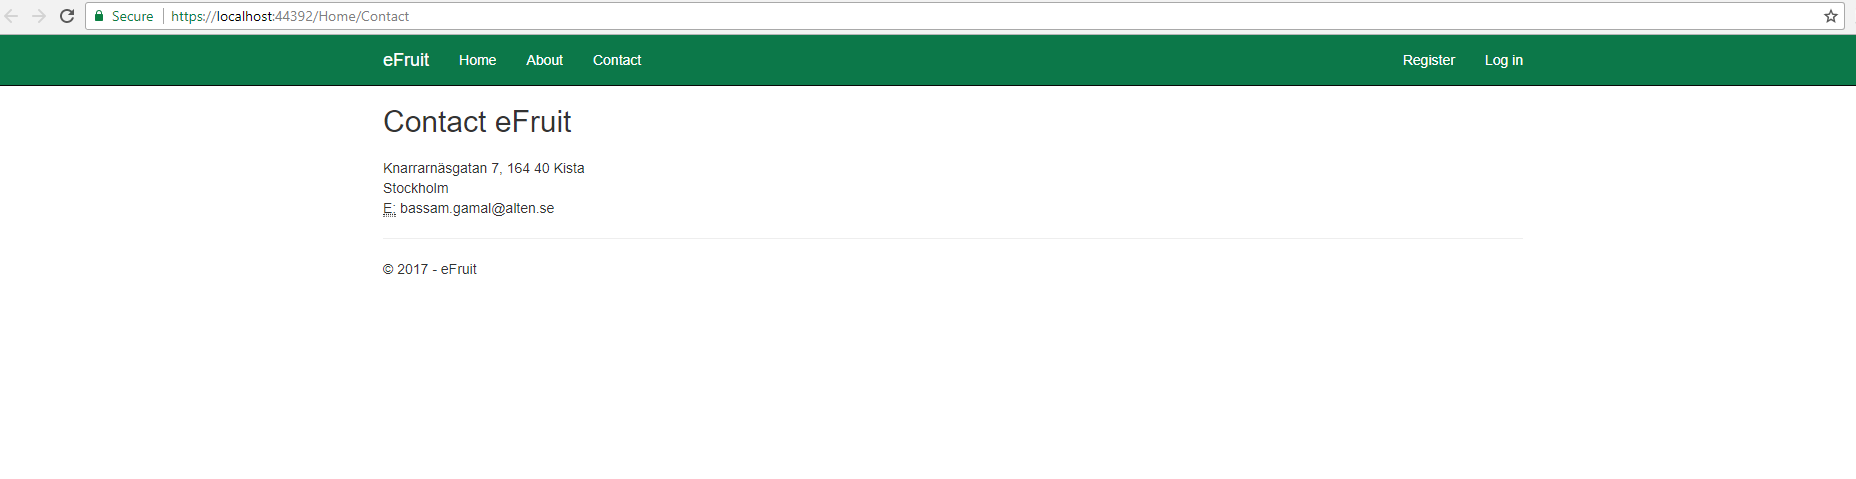 Secure https://localhost:44392/Home/Contact
eFruit Home About Contact Register Log in
Contact eFruit
Knarrarnäsgatan 7, 164 40 Kista
Stockholm
E: bassam.gamal@alten.se
© 2017 - eFruit